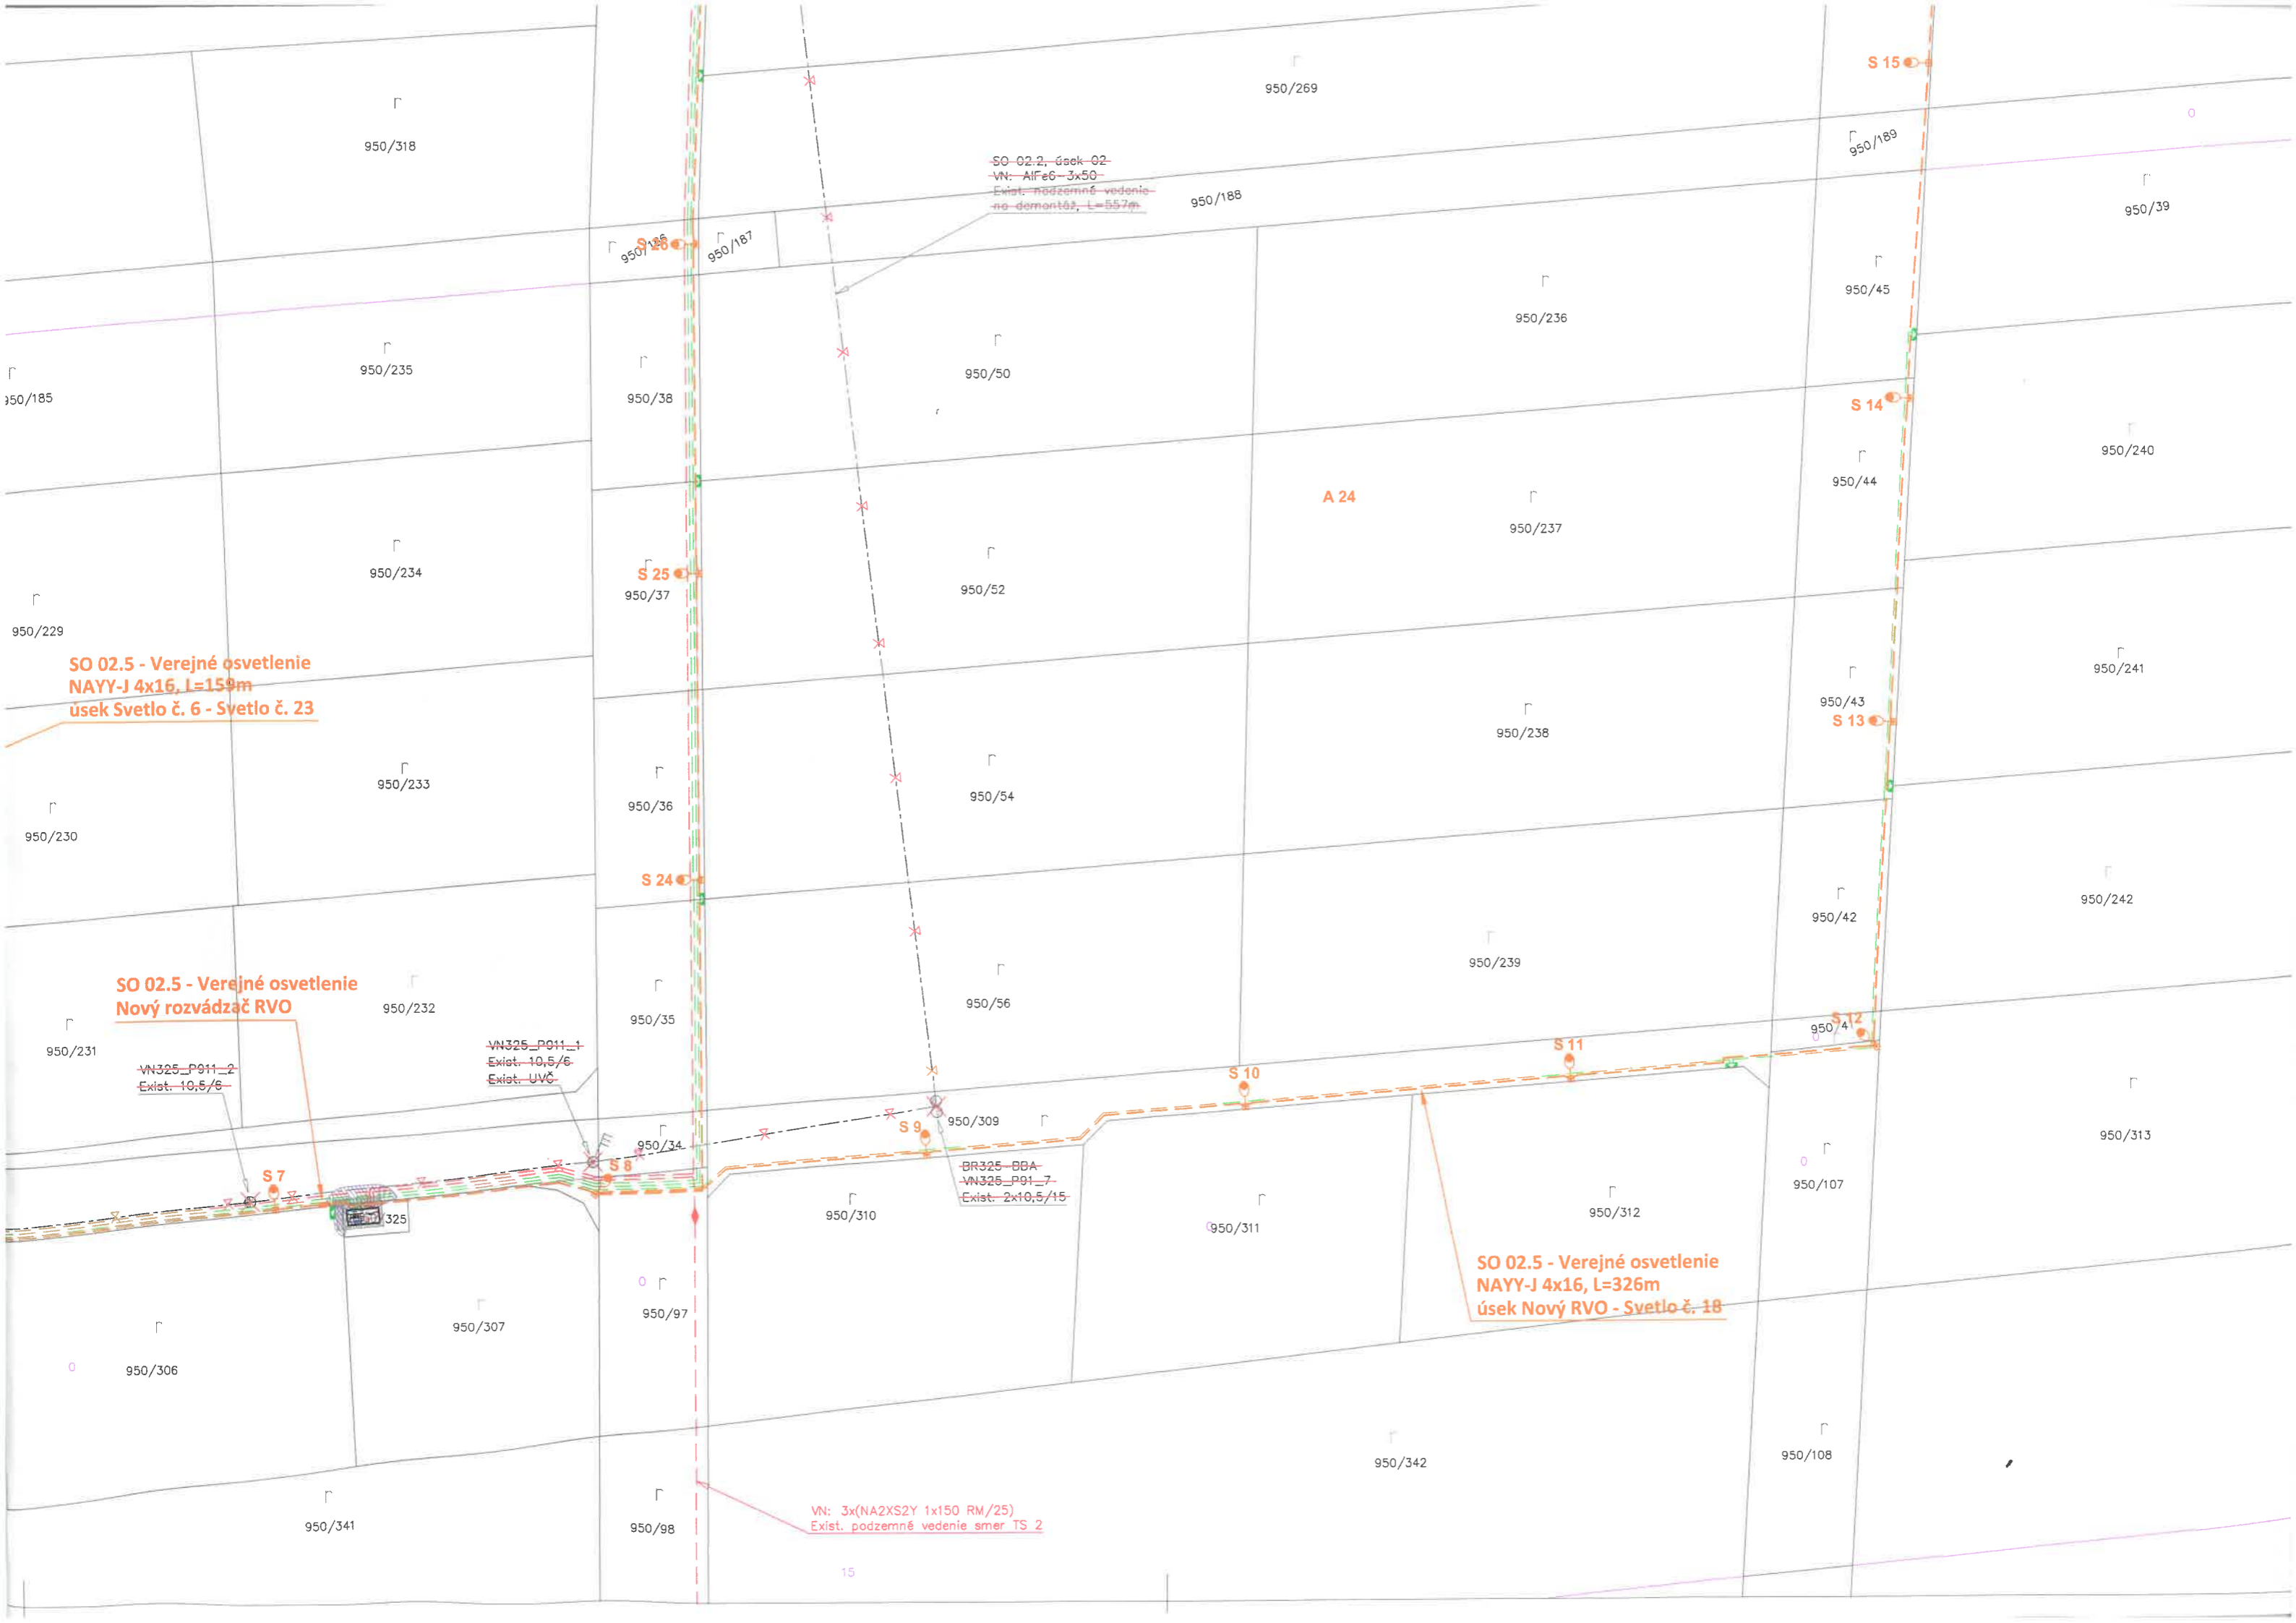 S 15
950/269
950/189
950/318
SO 02.2, úsek 02
VN: AlFe6-3x50
Exist. nadzemné vedenie
na demontáž, L=557m
950/188
950/39
S 26
950/187
950/45
950/236
950/235
950/38
950/50
950/185
S 14
950/240
950/44
A 24
950/237
950/234
S 25
950/37
950/52
950/229
950/241
SO 02.5 - Verejné osvetlenie
NAYY-J 4x16, L=159m
úsek Svetlo č. 6 - Svetlo č. 23
950/43
S 13
950/238
950/233
950/36
950/54
950/230
S 24
950/242
950/42
950/239
SO 02.5 - Verejné osvetlenie
Nový rozvádzač RVO
950/232
950/56
950/35
950/231
S 12
950/41
VN325_P911_1
Exist. 10,5/6
Exist. UVČ
VN325_P911_2
Exist. 10,5/6
S 11
S 10
950/309
S 9
950/34
950/313
S 8
S 7
BR325-BBA
VN325_P91_7
Exist. 2x10,5/15
950/107
325
950/310
950/311
950/312
SO 02.5 - Verejné osvetlenie
NAYY-J 4x16, L=326m
úsek Nový RVO - Svetlo č. 18
950/97
950/307
950/306
950/342
950/108
VN: 3x(NA2XS2Y 1x150 RM/25)
Exist. podzemné vedenie smer TS 2
950/341
950/98
15